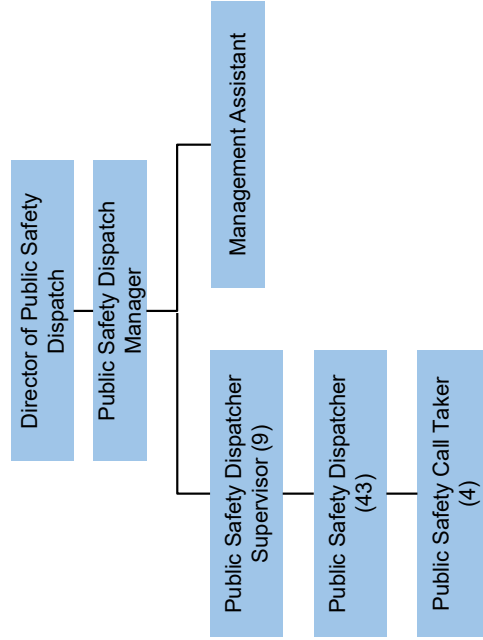 Director of Public Safety
Dispatch
Public Safety Dispatch
Manager
Management Assistant
Public Safety Dispatcher
Supervisor (9)
Public Safety Dispatcher
(43)
Public Safety Call Taker
(4)